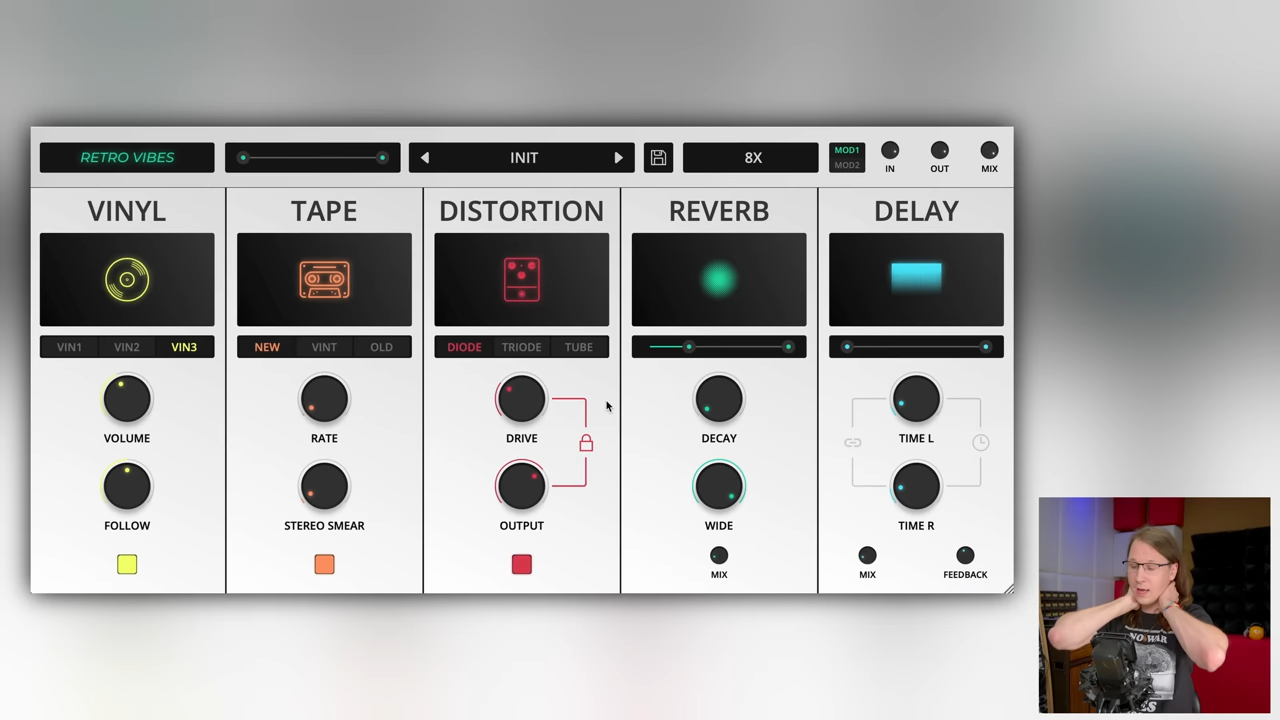 RETRO VIBES
INIT
8X
MOD1
MOD2
IN
OUT
MIX
VINYL
TAPE
DISTORTION
REVERB
DELAY
VIN1
VIN2
VIN3
NEW
VINT
OLD
DIODE
TRIODE
TUBE
VOLUME
RATE
DRIVE
DECAY
TIME L
FOLLOW
STEREO SMEAR
OUTPUT
WIDE
TIME R
MIX
MIX
FEEDBACK
NO WAR